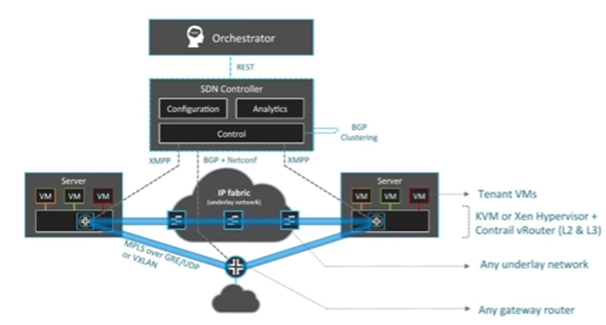 Orchestrator
REST
SDN Controller
Configuration
Analytics
Control
BGP
Clustering
XMPP
BGP + Netconf
XMPP
Server
VM
VM
VM
IP fabric
(underlay network)
Server
VM
VM
VM
Tenant VMs
KVM or Xen Hypervisor +
Contrail vRouter (L2 & L3)
MPLS over GRE/UDP
or VXLAN
Any underlay network
Any gateway router